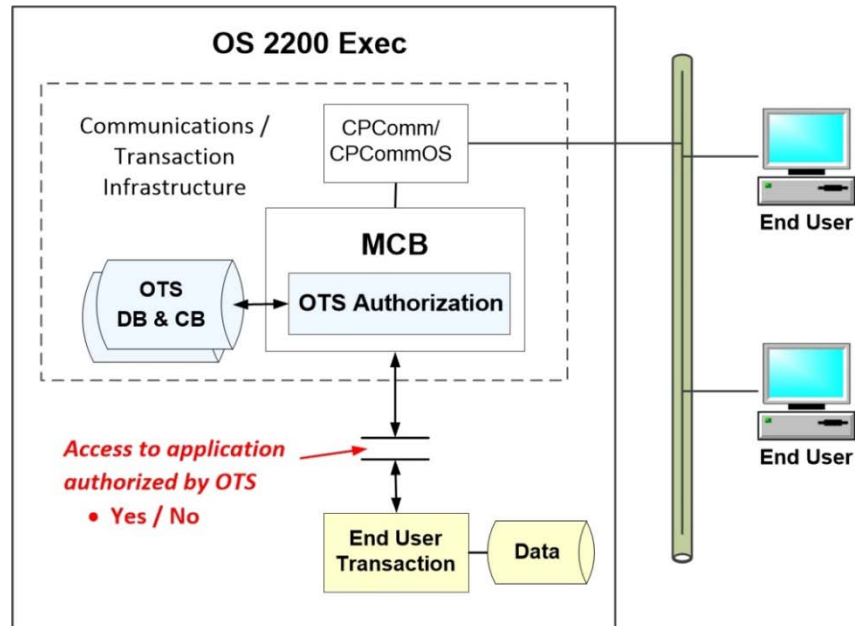 OS 2200 Exec
Communications /
Transaction
Infrastructure
CPComm/
CPCommOS
MCB
OTS Authorization
OTS
DB & CB
End User
End User
Access to application
authorized by OTS
• Yes / No
End User
Transaction
Data